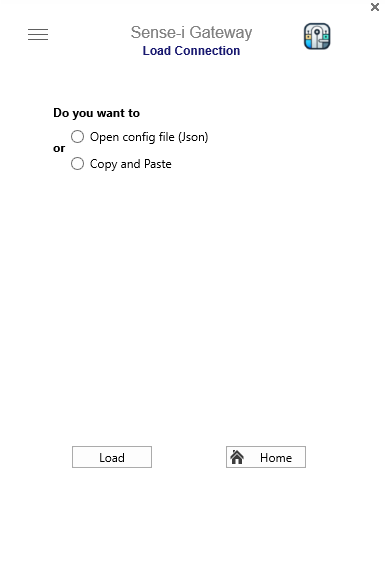 Sense-i Gateway
Load Connection
Do you want to
Open config file (Json)
or
Copy and Paste
Load
Home